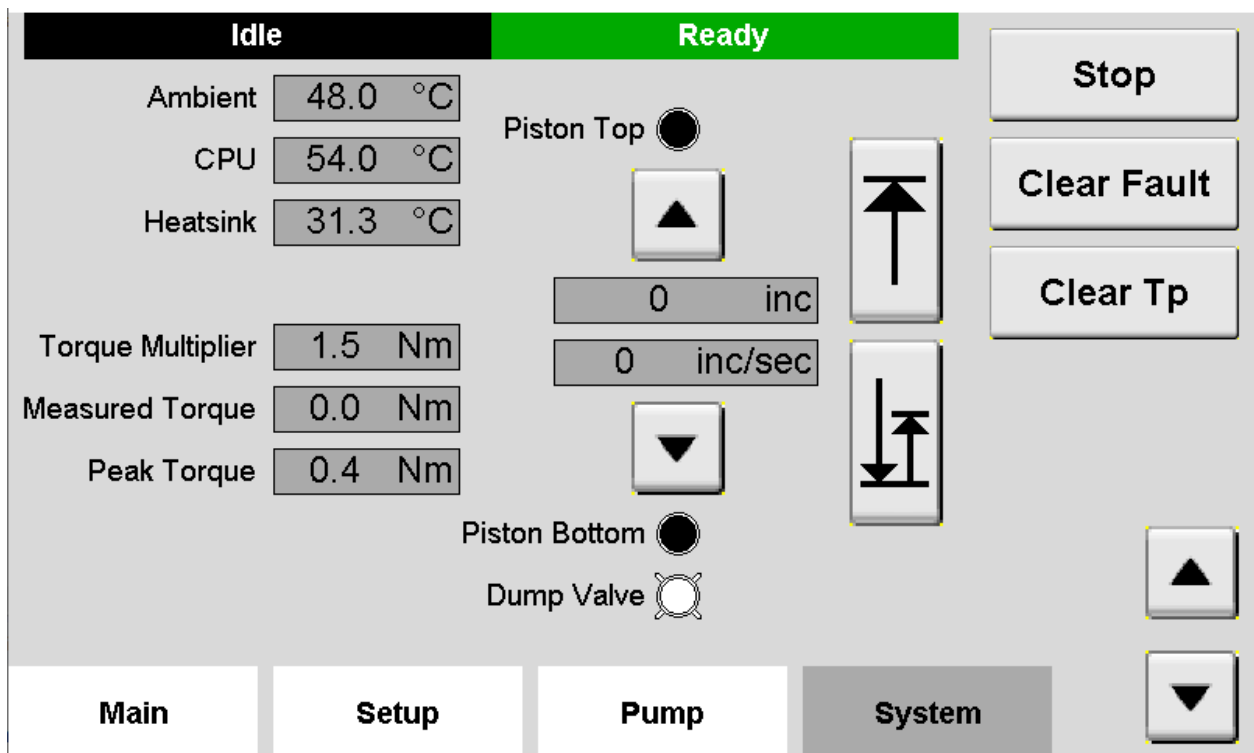 Idle
Ready
Stop
Ambient 48.0 °C
Piston Top
CPU 54.0 °C
Clear Fault
Heatsink 31.3 °C
0 inc
Clear Tp
Torque Multiplier 1.5 Nm
0 inc/sec
Measured Torque 0.0 Nm
Peak Torque 0.4 Nm
Piston Bottom
Dump Valve
Main
Setup
Pump
System